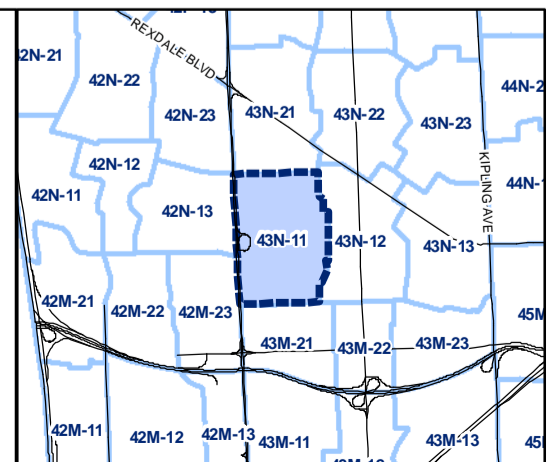 REXDALE BLVD
42N-21
42N-22
42N-23
43N-21
43N-22
43N-23
44N-2
42N-12
KIPLING AVE
42N-11
42N-13
43N-11
43N-12
43N-13
44N-1
42M-21
42M-22
42M-23
43M-21
43M-22
43M-23
45M
42M-11
42M-12
42M-13
43M-11
43M-13
45